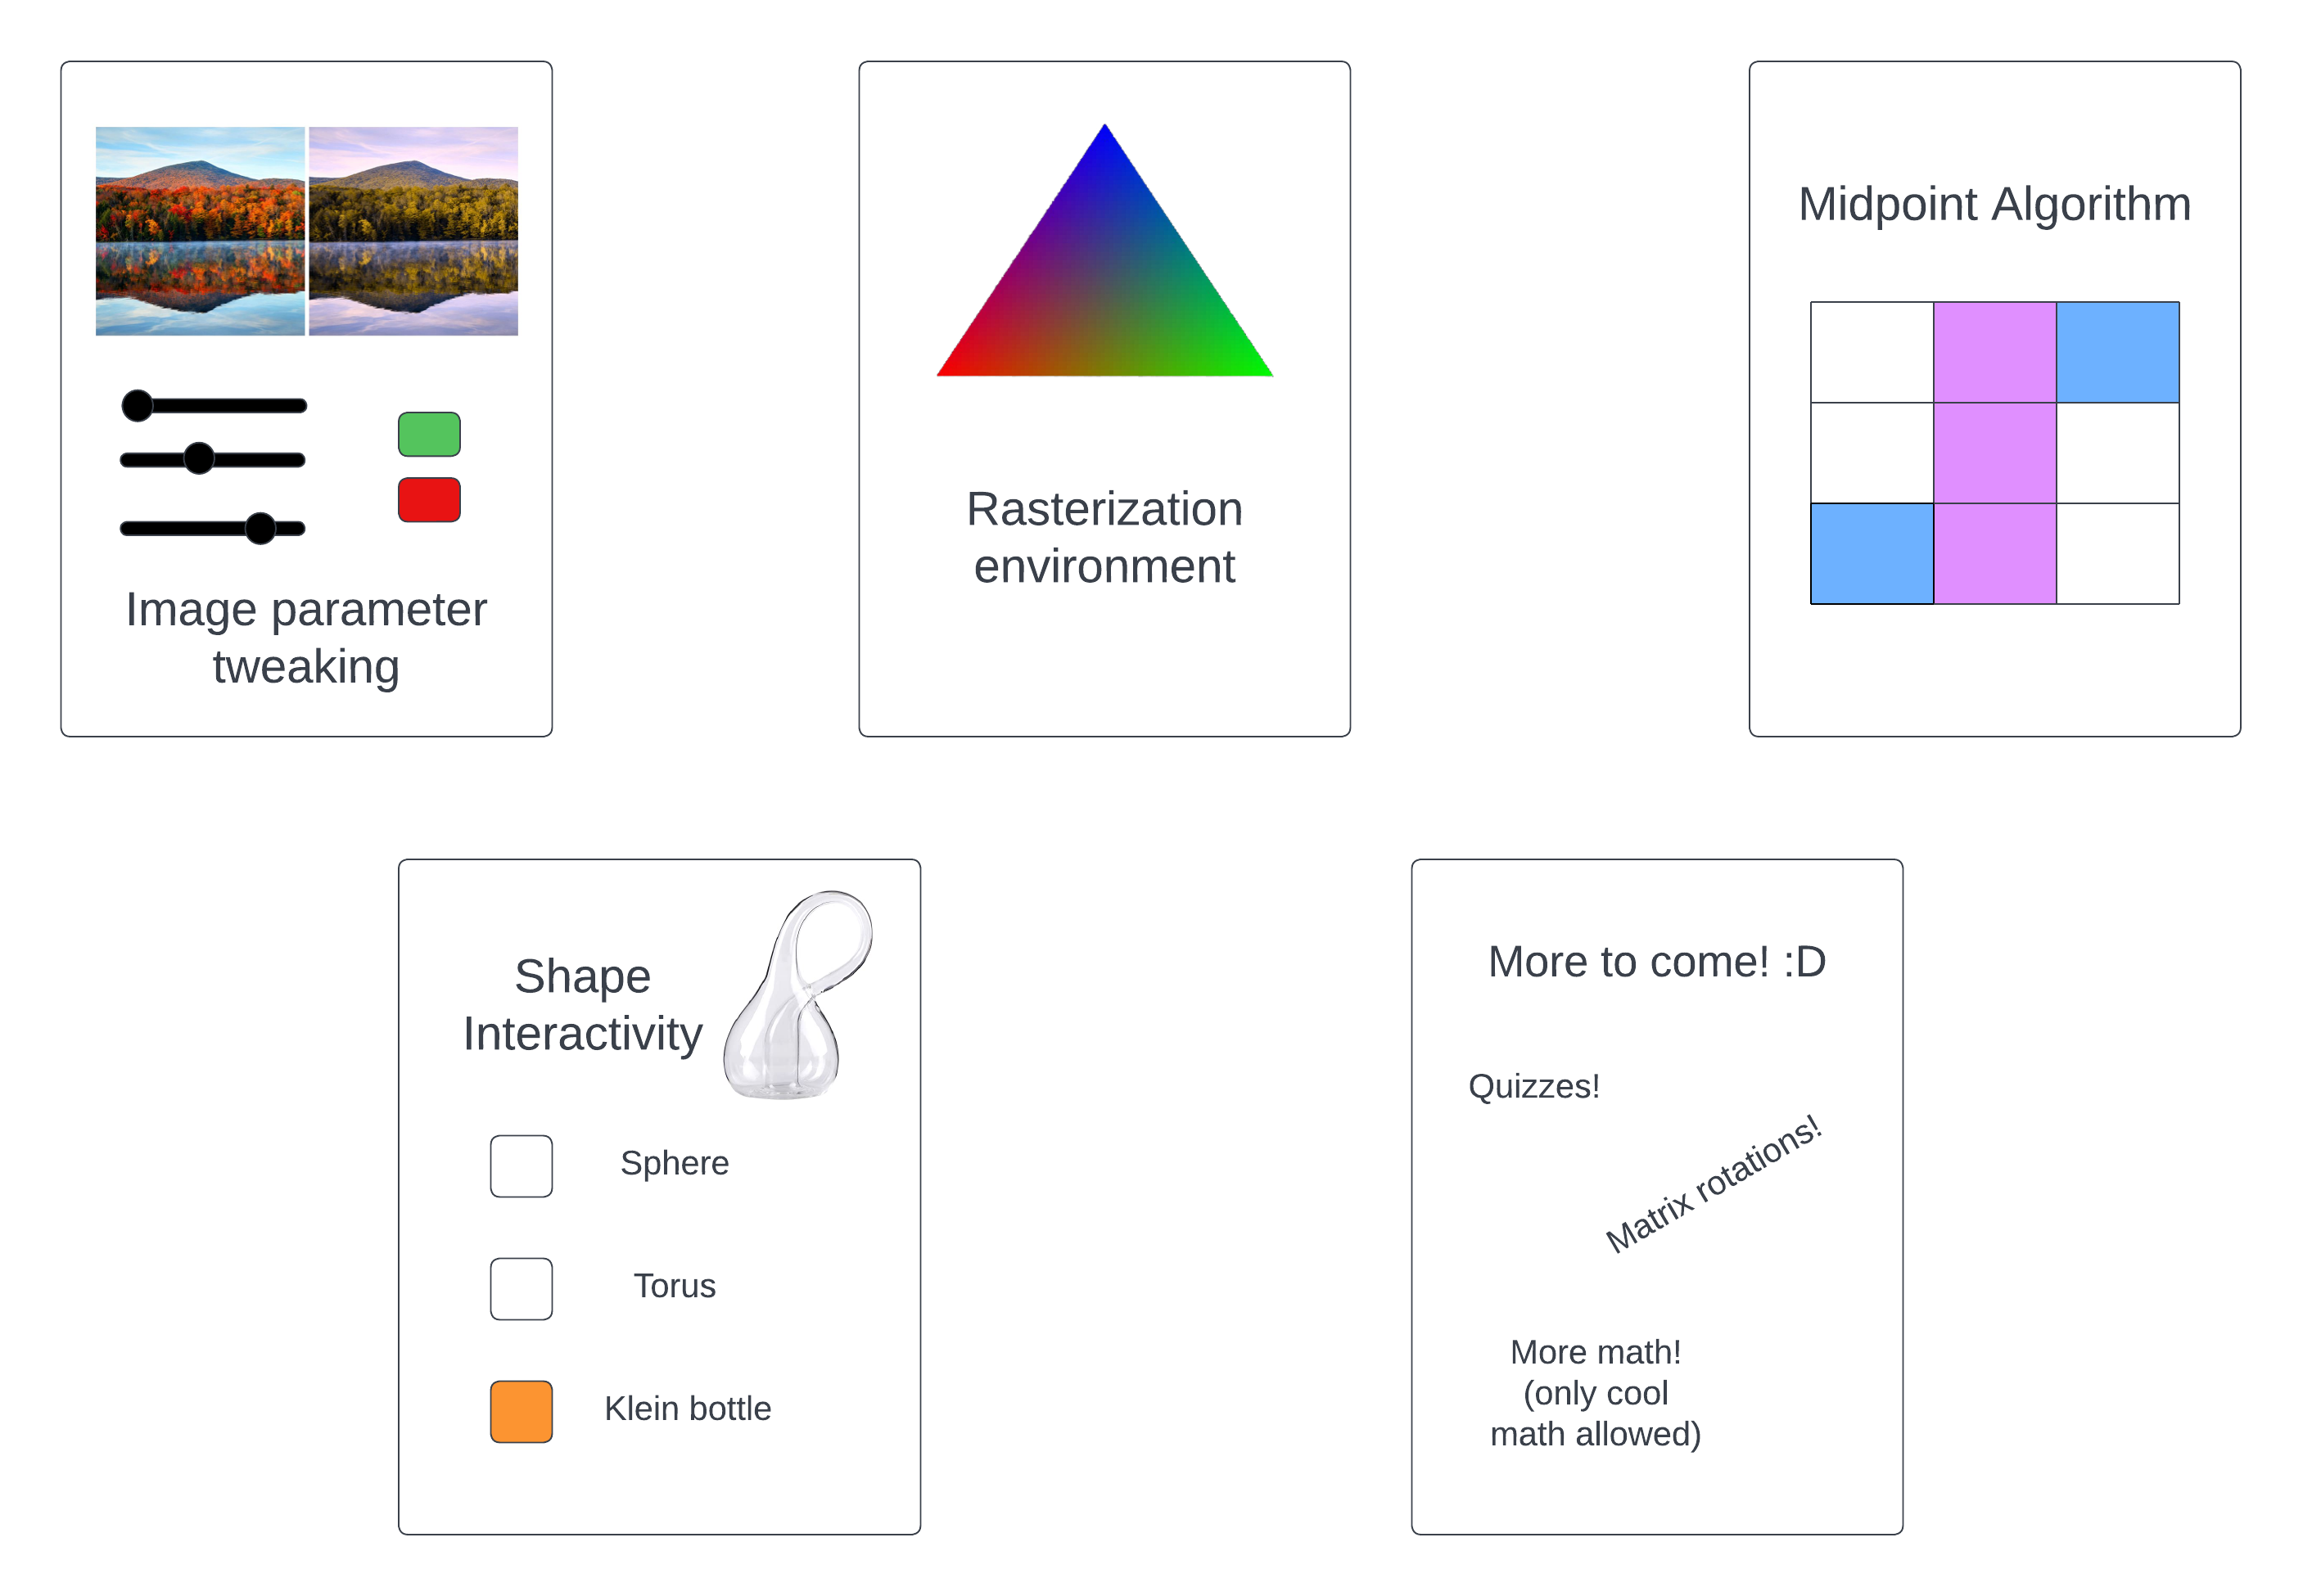 Image parameter
tweaking
Rasterization
environment
Midpoint Algorithm
Shape
Interactivity
Sphere
Torus
Klein bottle
More to come! :D
Quizzes!
Matrix rotations!
More math!
(only cool
math allowed)